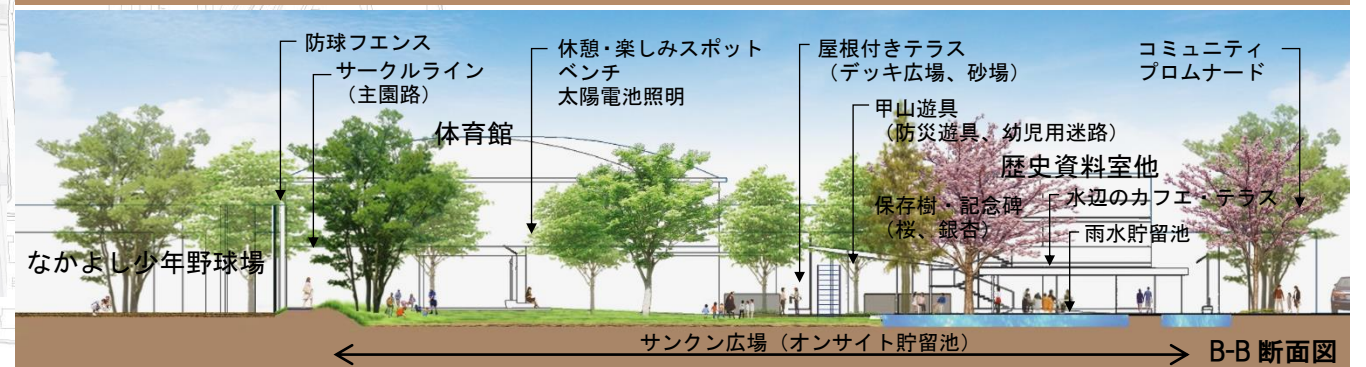 防球フエンス
サークルライン
（主園路）
体育館
なかよし少年野球場
休憩・楽しみスポット
ベンチ
太陽電池照明
屋根付きテラス
（デッキ広場、砂場）
甲山遊具
（防災遊具、幼児用迷路）
歴史資料室他
保存樹・記念碑
（桜、銀杏）
水辺のカフェ・テラス
雨水貯留池
コミュニティ
プロムナード
サンクン広場（オンサイト貯留池）
B-B 断面図